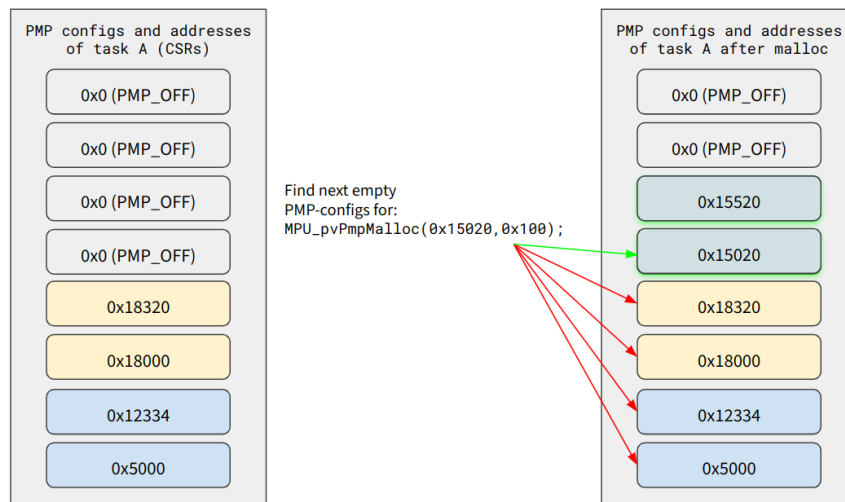 PMP configs and addresses
of task A (CSRs)
0x0 (PMP_OFF)
0x0 (PMP_OFF)
0x0 (PMP_OFF)
0x0 (PMP_OFF)
0x18320
0x18000
0x12334
0x5000
Find next empty
PMP-configs for:
MPU_pvPmpMalloc(0x15020,0x100);
PMP configs and addresses
of task A after malloc
0x0 (PMP_OFF)
0x0 (PMP_OFF)
0x15520
0x15020
0x18320
0x18000
0x12334
0x5000